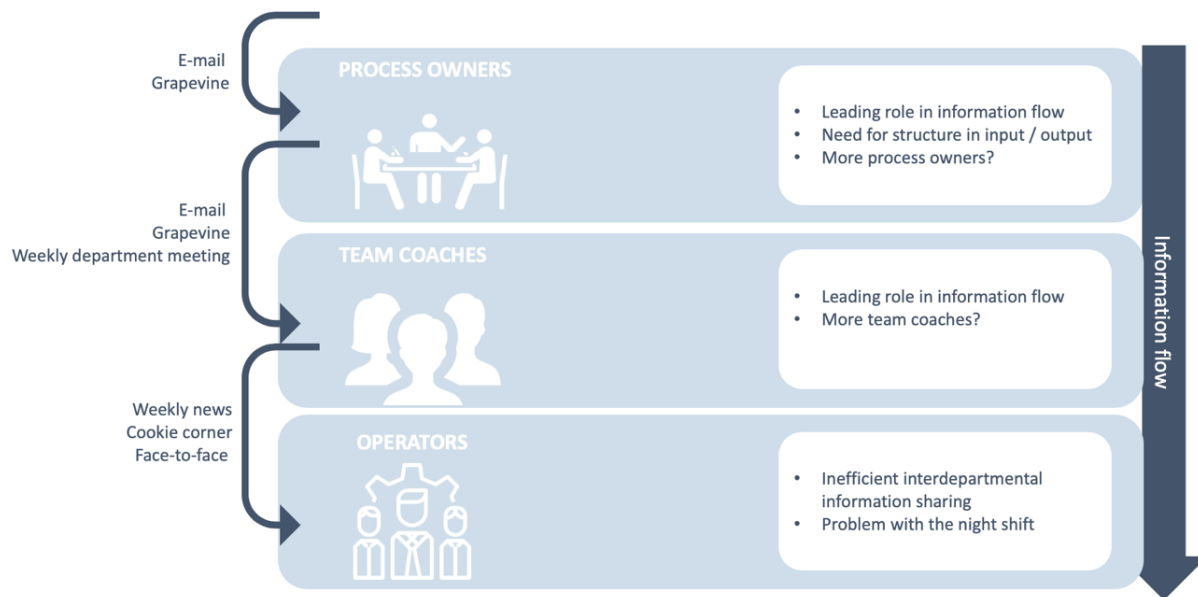 E-mail
Grapevine
PROCESS OWNERS
• Leading role in information flow
• Need for structure in input / output
• More process owners?
E-mail
Grapevine
Weekly department meeting
TEAM COACHES
• Leading role in information flow
• More team coaches?
Weekly news
Cookie corner
Face-to-face
OPERATORS
• Inefficient interdepartmental
information sharing
• Problem with the night shift
Information flow